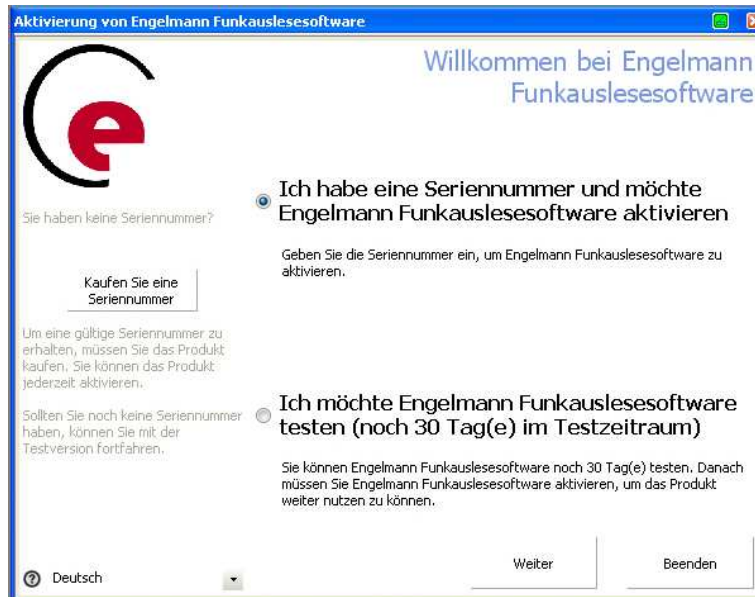 Aktivierung von Engelmann Funkauslesesoftware
Willkommen bei Engelmann
Funkauslesesoftware
e
Sie haben keine Seriennummer?
Kaufen Sie eine
Seriennummer
Um eine gültige Seriennummer zu
erhalten, müssen Sie das Produkt
kaufen. Sie können das Produkt
jederzeit aktivieren.
Sollten Sie noch keine Seriennummer
haben, können Sie mit der
Testversion fortfahren.
Ich habe eine Seriennummer und möchte
Engelmann Funkauslesesoftware aktivieren
Geben Sie die Seriennummer ein, um Engelmann Funkauslesesoftware zu
aktivieren.
Ich möchte Engelmann Funkauslesesoftware
testen (noch 30 Tag(e) im Testzeitraum)
Sie können Engelmann Funkauslesesoftware noch 30 Tag(e) testen. Danach
müssen Sie Engelmann Funkauslesesoftware aktivieren, um das Produkt
weiter nutzen zu können.
? Deutsch
Weiter
Beenden